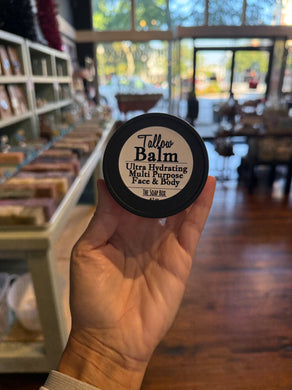 Tallow
Balm
Ultra Hydrating
Multi Purpose
Face & Body
The Soap Box